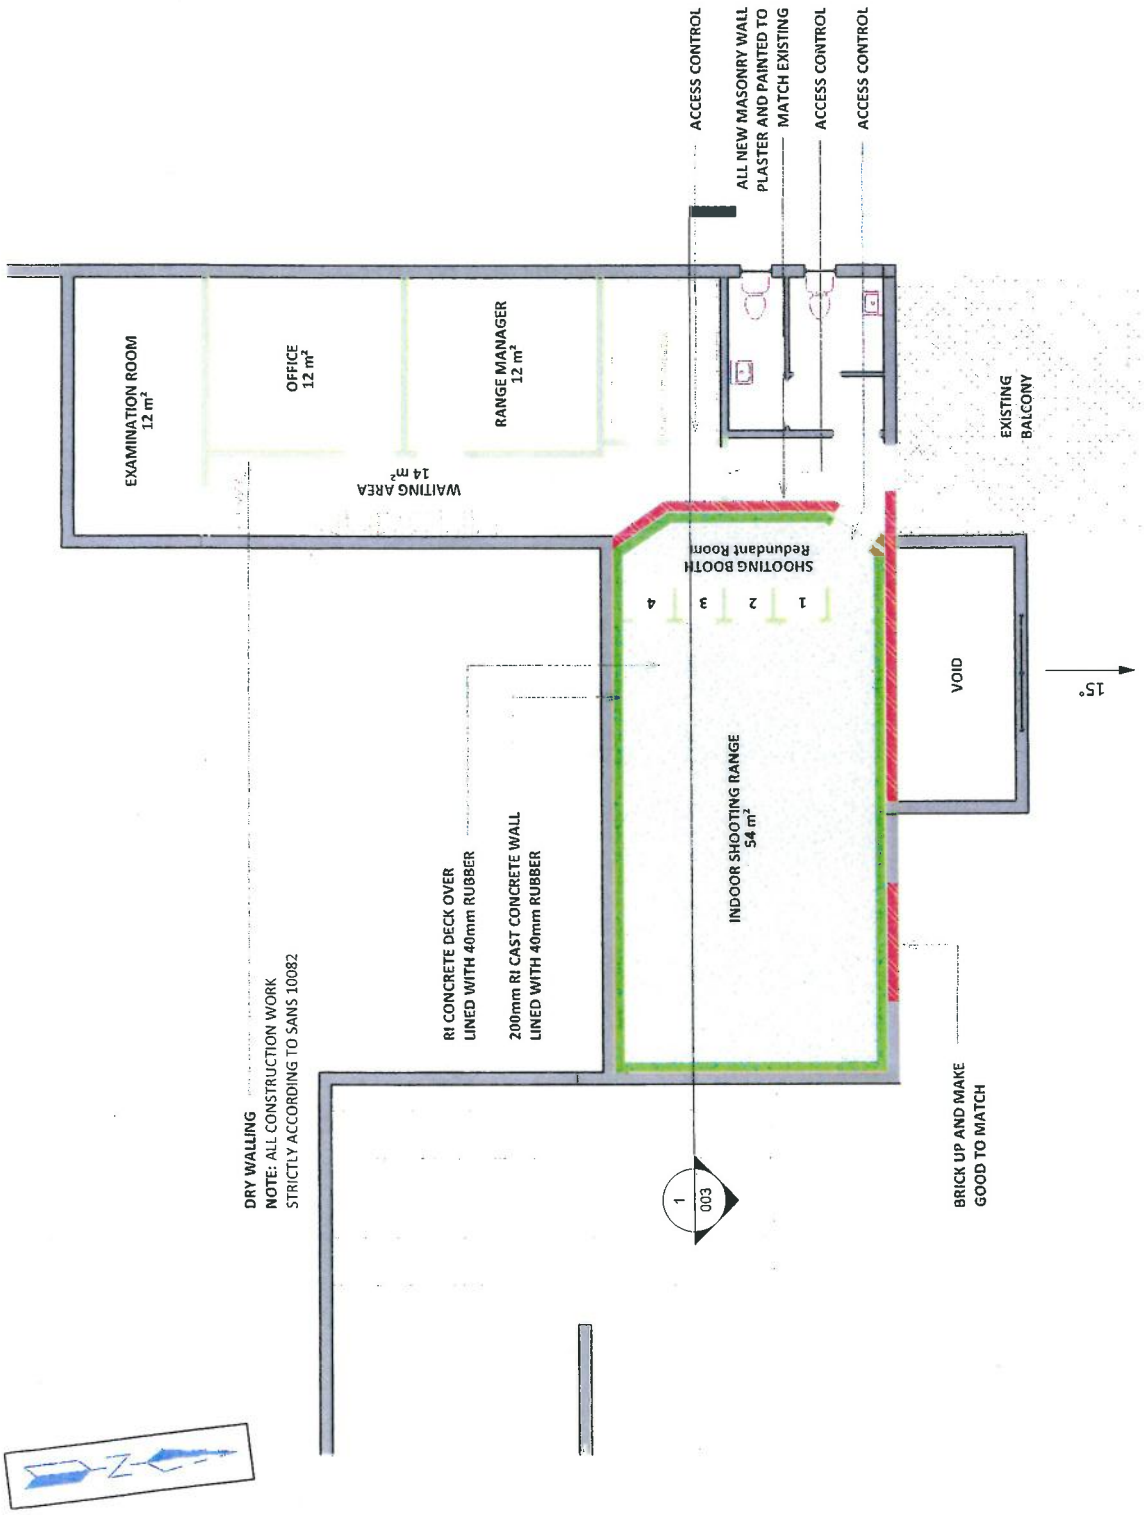 ACCESS CONTROL
ALL NEW MASONRY WALL
PLASTER AND PAINTED TO
MATCH EXISTING
ACCESS CONTROL
ACCESS CONTROL
EXAMINATION ROOM
12 m²
OFFICE
12 m²
RANGE MANAGER
12 m²
WAITING AREA
14 m²
EXISTING
BALCONY
SHOOTING BOOTH
Redundant Room
1
2
3
4
VOID
15°
INDOOR SHOOTING RANGE
54 m²
RI CONCRETE DECK OVER
LINED WITH 40mm RUBBER
200mm RI CAST CONCRETE WALL
LINED WITH 40mm RUBBER
DRY WALLING
NOTE: ALL CONSTRUCTION WORK
STRICTLY ACCORDING TO SANS 10082
BRICK UP AND MAKE
GOOD TO MATCH
1
003
N